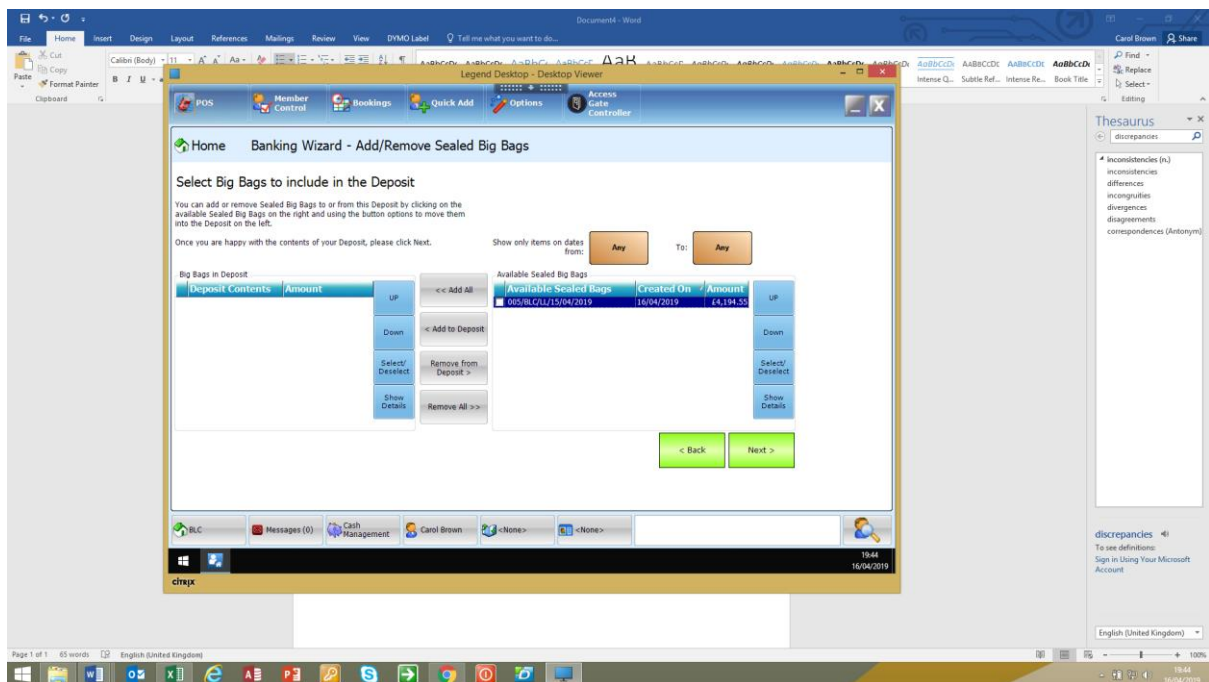 Document4 - Word
File Home Insert Design Layout References Mailings Review View DYMO Label Tell me what you want to do...
Carol Brown Share
Cut
Copy
Format Painter
Paste
Clipboard
Calibri (Body) 11
B I U
Intense Q... Subtle Ref... Intense Re... Book Title
Find
Replace
Select
Editing
Legend Desktop - Desktop Viewer
POS
Member Control
Bookings
Quick Add
Options
Access Gate Controller
Home Banking Wizard - Add/Remove Sealed Big Bags
Select Big Bags to include in the Deposit
You can add or remove Sealed Big Bags to or from this Deposit by clicking on the
available Sealed Big Bags on the right and using the button options to move them
into the Deposit on the left.
Once you are happy with the contents of your Deposit, please click Next.
Show only items on dates
from:
Any
To:
Any
Big Bags in Deposit
Deposit Contents Amount
UP
Down
Select/
Deselect
Show
Details
<< Add All
< Add to Deposit
Remove from
Deposit >
Remove All >>
Available Sealed Big Bags
Available Sealed Bags Created On Amount
005/BLC/LL/15/04/2019 16/04/2019 £4,194.55
UP
Down
Select/
Deselect
Show
Details
< Back
Next >
BLC
Messages (0)
Cash
Management
Carol Brown
<None>
<None>
19:44
16/04/2019
citrix
Thesaurus
discrepancies
inconsistencies (n.)
inconsistencies
differences
incongruities
divergences
disagreements
correspondences (Antonym)
discrepancies
To see definitions:
Sign in Using Your Microsoft
Account
English (United Kingdom)
Page 1 of 1 65 words English (United Kingdom)
100%
19:44
16/04/2019